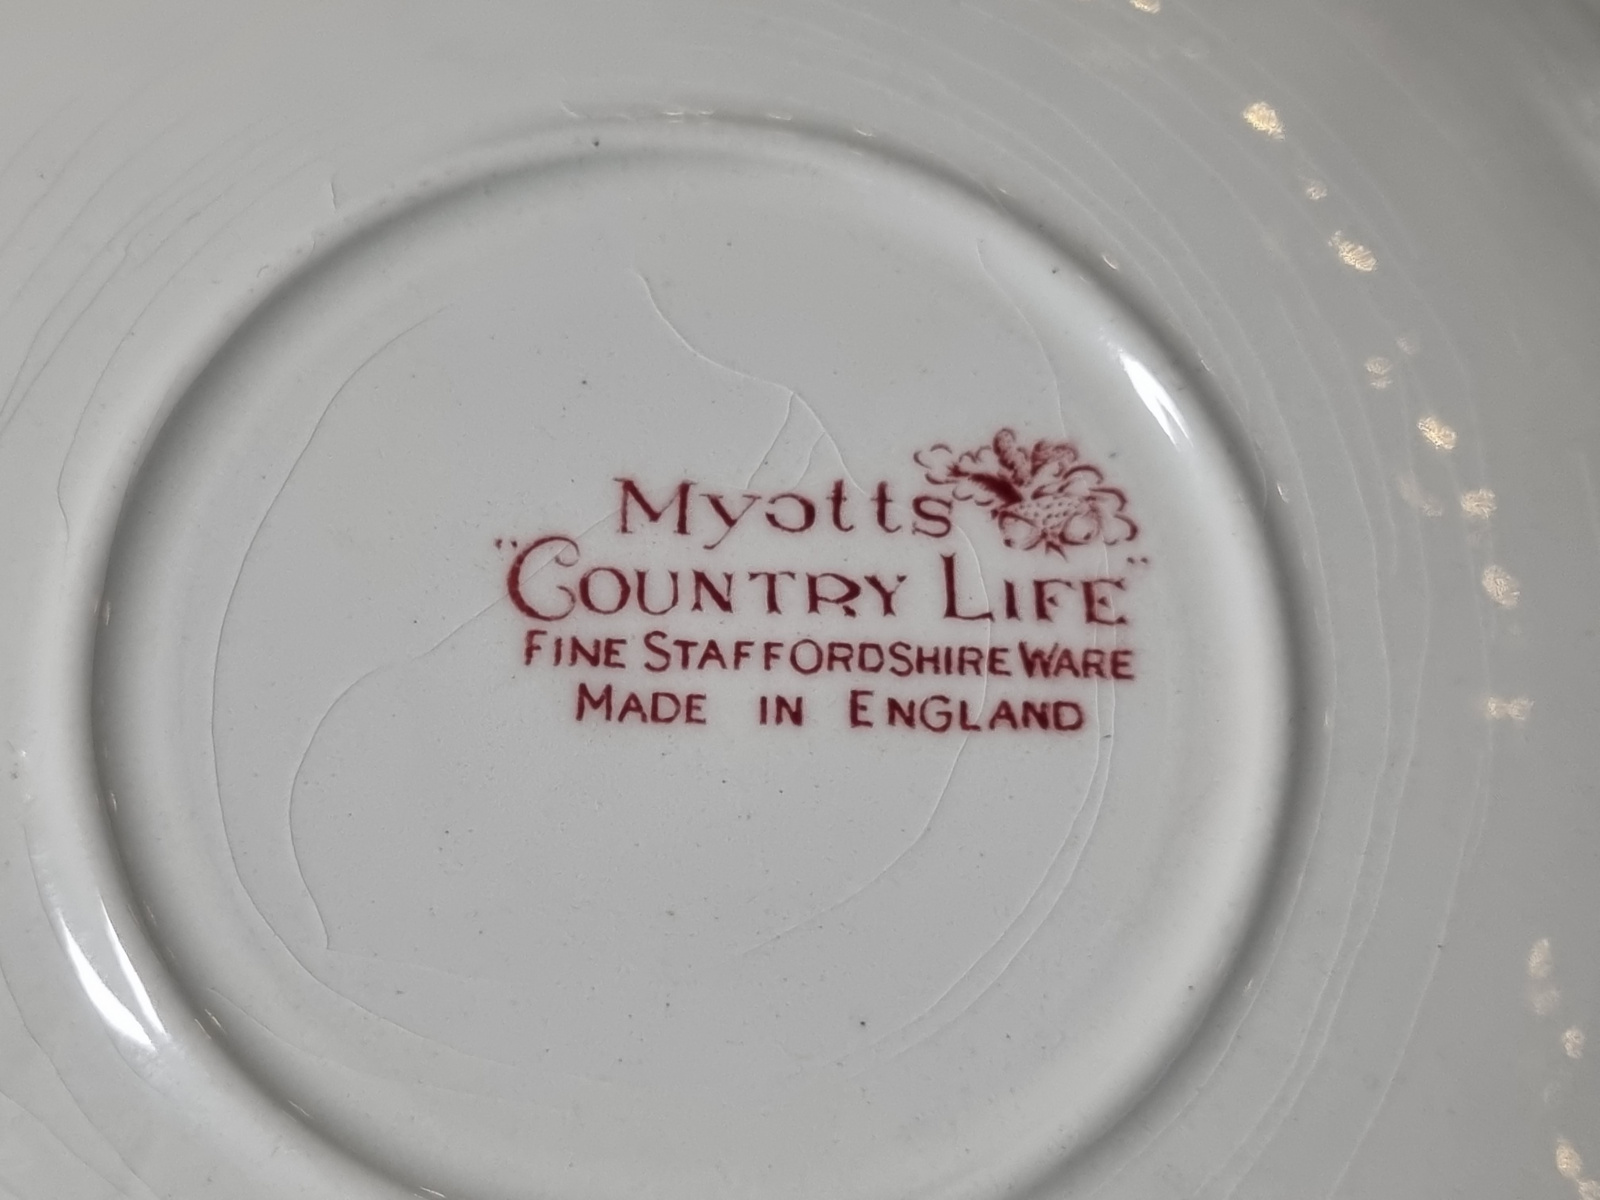 Myotts
"COUNTRY LIFE"
FINE STAFFORDSHIRE WARE
MADE IN ENGLAND